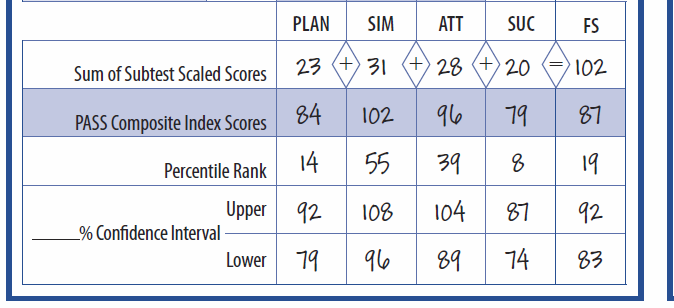 PLAN SIM ATT SUC FS
Sum of Subtest Scaled Scores 23 + 31 + 28 + 20 = 102
PASS Composite Index Scores 84 102 96 79 87
Percentile Rank 14 55 39 8 19
Upper 92 108 104 87 92
% Confidence Interval
Lower 79 96 89 74 83